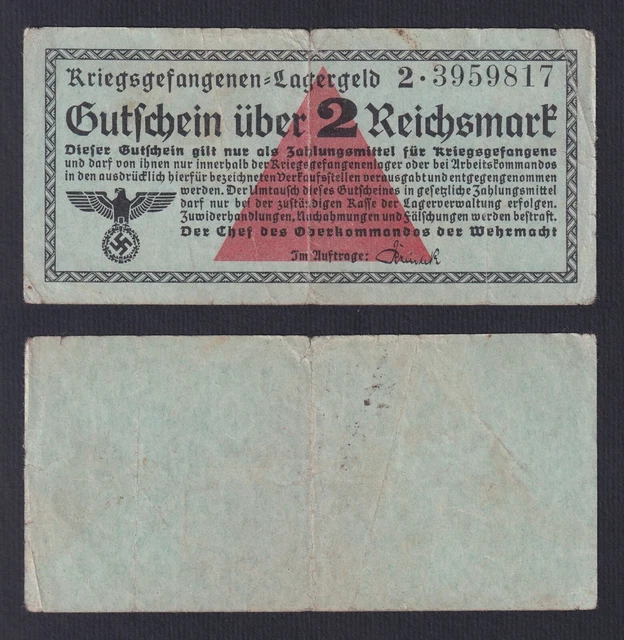 Kriegsgefangenen-Lagergeld 2·3959817
Gutschein über 2 Reichsmark
Dieser Gutschein gilt nur als Zahlungsmittel für Kriegsgefangene
und darf von ihnen nur innerhalb der Kriegsgefangenenlager oder bei Arbeitskommandos
in den ausdrücklich hierfür bezeichneten Verkaufsstellen verausgabt und entgegengenommen
werden. Der Umtausch dieses Gutscheines in gesetzliche Zahlungsmittel
darf nur bei der zuständigen Kasse der Lagerverwaltung erfolgen.
Zuwiderhandlungen, Nachahmungen und Fälschungen werden bestraft.
Der Chef des Oberkommandos der Wehrmacht
Im Auftrage: